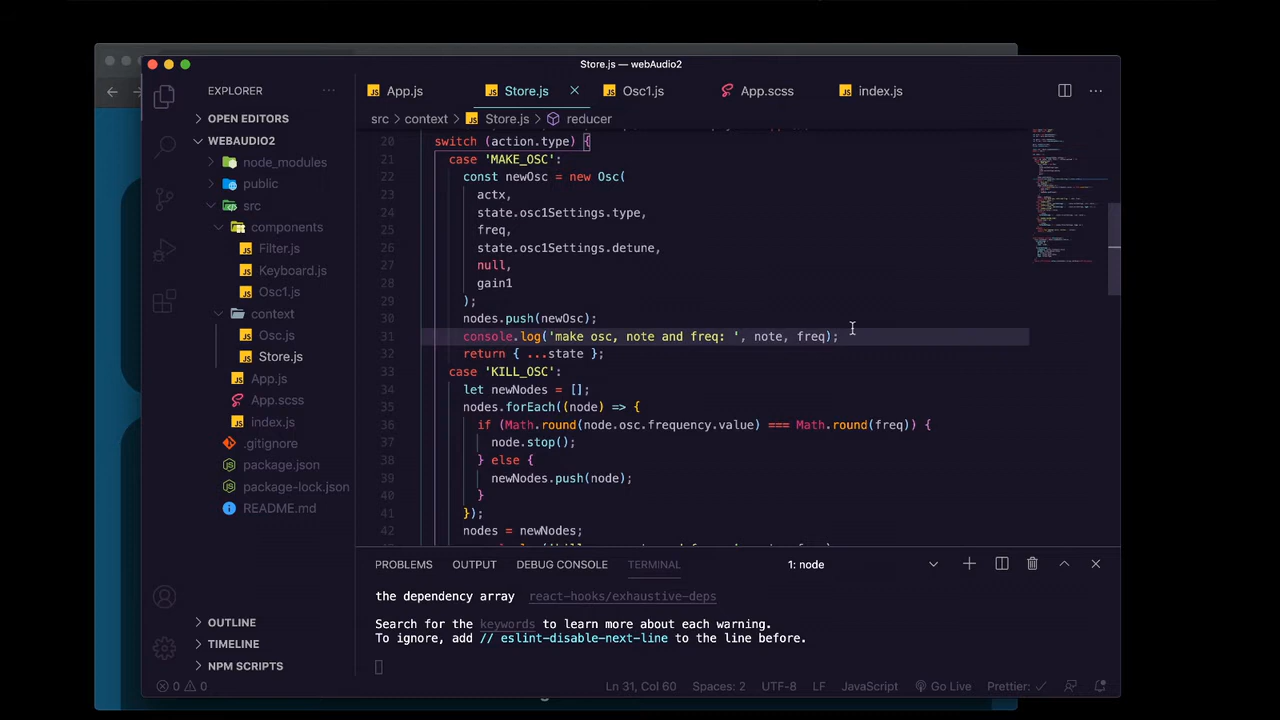 Store.js — webAudio2
EXPLORER
App.js
Store.js
Osc1.js
App.scss
index.js
OPEN EDITORS
src
context
Store.js
reducer
WEBAUDIO2
node_modules
public
src
components
Filter.js
Keyboard.js
Osc1.js
context
Osc.js
Store.js
App.js
App.scss
index.js
.gitignore
package.json
package-lock.json
README.md
OUTLINE
TIMELINE
NPM SCRIPTS
20 switch (action.type) {
21 case 'MAKE_OSC':
22 const newOsc = new Osc(
23 actx,
24 state.osc1Settings.type,
25 freq,
26 state.osc1Settings.detune,
27 null,
28 gain1
29 );
30 nodes.push(newOsc);
31 console.log('make osc, note and freq: ', note, freq);
32 return { ...state };
33 case 'KILL_OSC':
34 let newNodes = [];
35 nodes.forEach((node) => {
36 if (Math.round(node.osc.frequency.value) === Math.round(freq)) {
37 node.stop();
38 } else {
39 newNodes.push(node);
40 }
41 });
42 nodes = newNodes;
PROBLEMS
OUTPUT
DEBUG CONSOLE
TERMINAL
1: node
the dependency array react-hooks/exhaustive-deps
Search for the keywords to learn more about each warning.
To ignore, add // eslint-disable-next-line to the line before.
0 0
Ln 31, Col 60
Spaces: 2
UTF-8
LF
JavaScript
Go Live
Prettier: